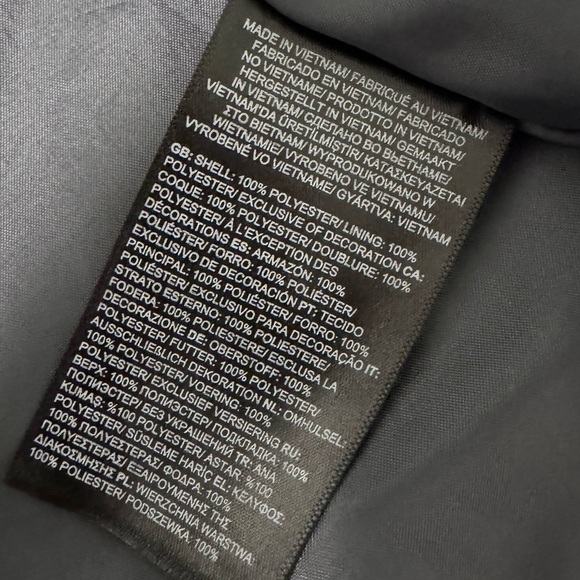 MADE IN VIETNAM/ FABRIQUÉ AU VIETNAM/
FABRICADO EN VIETNAM/ FABRICADO
NO VIETNAME/ PRODOTTO IN VIETNAM/
HERGESTELLT IN VIETNAM/ GEMAAKT
IN VIETNAM/ СДЕЛАНО ВО ВЬЕТНАМЕ/
VIETNAM'DA ÜRETİLMİŞTİR/ ΚΑΤΑΣΚΕΥΑΖΕΤΑΙ
ΣΤΟ ΒΙΕΤΝΑΜ/ WYPRODUKOWANO W
WIETNAMIE/ VYROBENO VE VIETNAMU/
VYROBENÉ VO VIETNAME/ GYÁRTVA: VIETNAM
GB: SHELL: 100% POLYESTER/ LINING: 100%
POLYESTER/ EXCLUSIVE OF DECORATION CA:
COQUE: 100% POLYESTER/ DOUBLURE: 100%
POLYESTER/ À L'EXCEPTION DES
DÉCORATIONS ES: ARMAZÓN: 100%
POLIÉSTER/ FORRO: 100% POLIÉSTER/
EXCLUSIVO DE DECORACIÓN PT: TECIDO
PRINCIPAL: 100% POLIÉSTER/ FORRO: 100%
POLIÉSTER/ EXCLUSIVO PARA DECORAÇÃO IT:
STRATO ESTERNO: 100% POLIESTERE/
FODERA: 100% POLIESTERE/ ESCLUSA LA
DECORAZIONE DE: OBERSTOFF: 100%
POLYESTER/ FUTTER: 100% POLYESTER/
AUSSCHLIEẞLICH DEKORATION NL: OMHULSEL:
100% POLYESTER/ VOERING: 100%
POLYESTER/ EXCLUSIEF VERSIERING RU:
ВЕРХ: 100% ПОЛИЭСТЕР/ ПОДКЛАДКА: 100%
ПОЛИЭСТЕР/ БЕЗ УКРАШЕНИЙ TR: ANA
KUMAŞ: %100 POLYESTER/ ASTAR: %100
POLYESTER/ SÜSLEME HARİÇ EL: ΚΕΛΥΦΟΣ:
100% ΠΟΛΥΕΣΤΕΡΑΣ/ ΦΟΔΡΑ: 100%
ΠΟΛΥΕΣΤΕΡΑΣ/ ΕΞΑΙΡΟΥΜΕΝΗΣ ΤΗΣ
ΔΙΑΚΟΣΜΗΣΗΣ PL: WIERZCHNIA WARSTWA:
100% POLIESTER/ PODSZEWKA: 100%